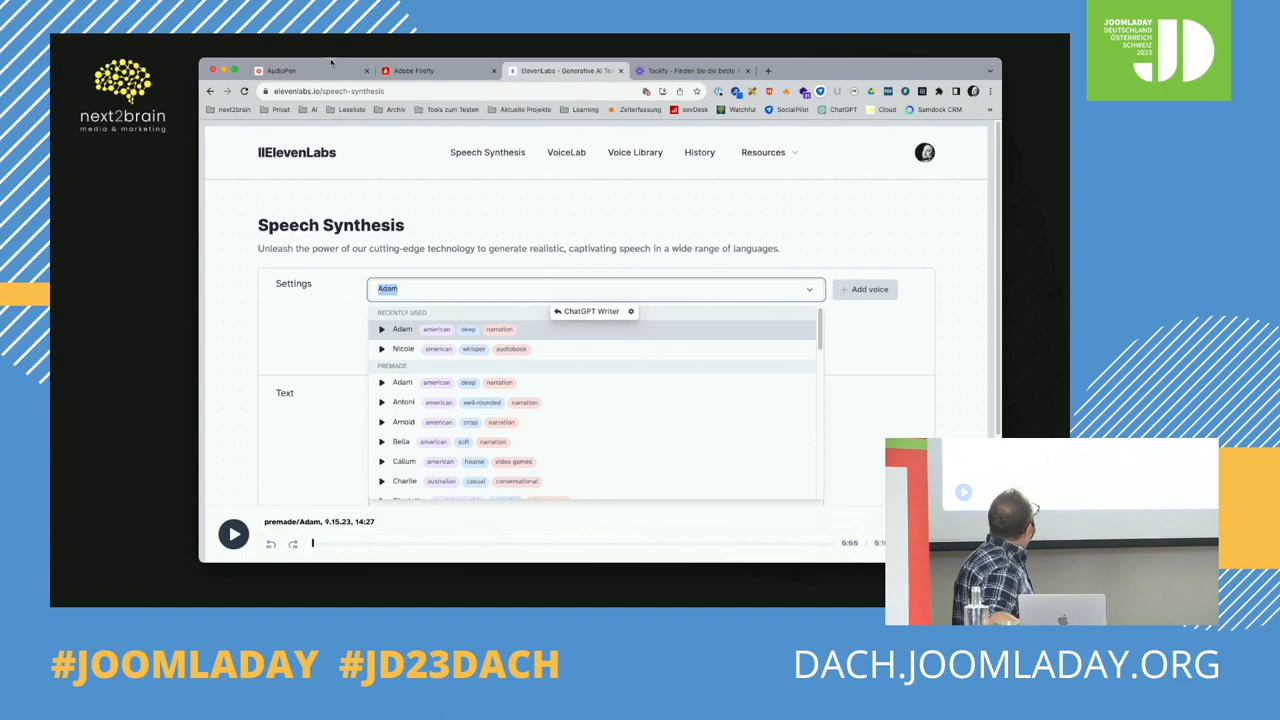 JOOMLADAY
DEUTSCHLAND
ÖSTERREICH
SCHWEIZ
2023
JD
next2brain
media & marketing
AudioPen
Adobe Firefly
ElevenLabs - Generative AI Te
Toolify - Finden Sie die beste
elevenlabs.io/speech-synthesis
next2brain Privat AI Leseliste Archiv Tools zum Testen Aktuelle Projekte Learning Zeiterfassung sevDesk Watchful SocialPilot ChatGPT Cloud Samdock CRM »
IIElevenLabs Speech Synthesis VoiceLab Voice Library History Resources
Speech Synthesis
Unleash the power of our cutting-edge technology to generate realistic, captivating speech in a wide range of languages.
Settings Adam + Add voice
ChatGPT Writer
RECENTLY USED
Adam american deep narration
Nicole american whisper audiobook
PREMADE
Adam american deep narration
Text
Antoni american well-rounded narration
Arnold american crisp narration
Bella american soft narration
Callum american hoarse video games
Charlie australian casual conversational
premade/Adam, 9.15.23, 14:27
0:00 /
#JOOMLADAY #JD23DACH
DACH.JOOMLADAY.ORG